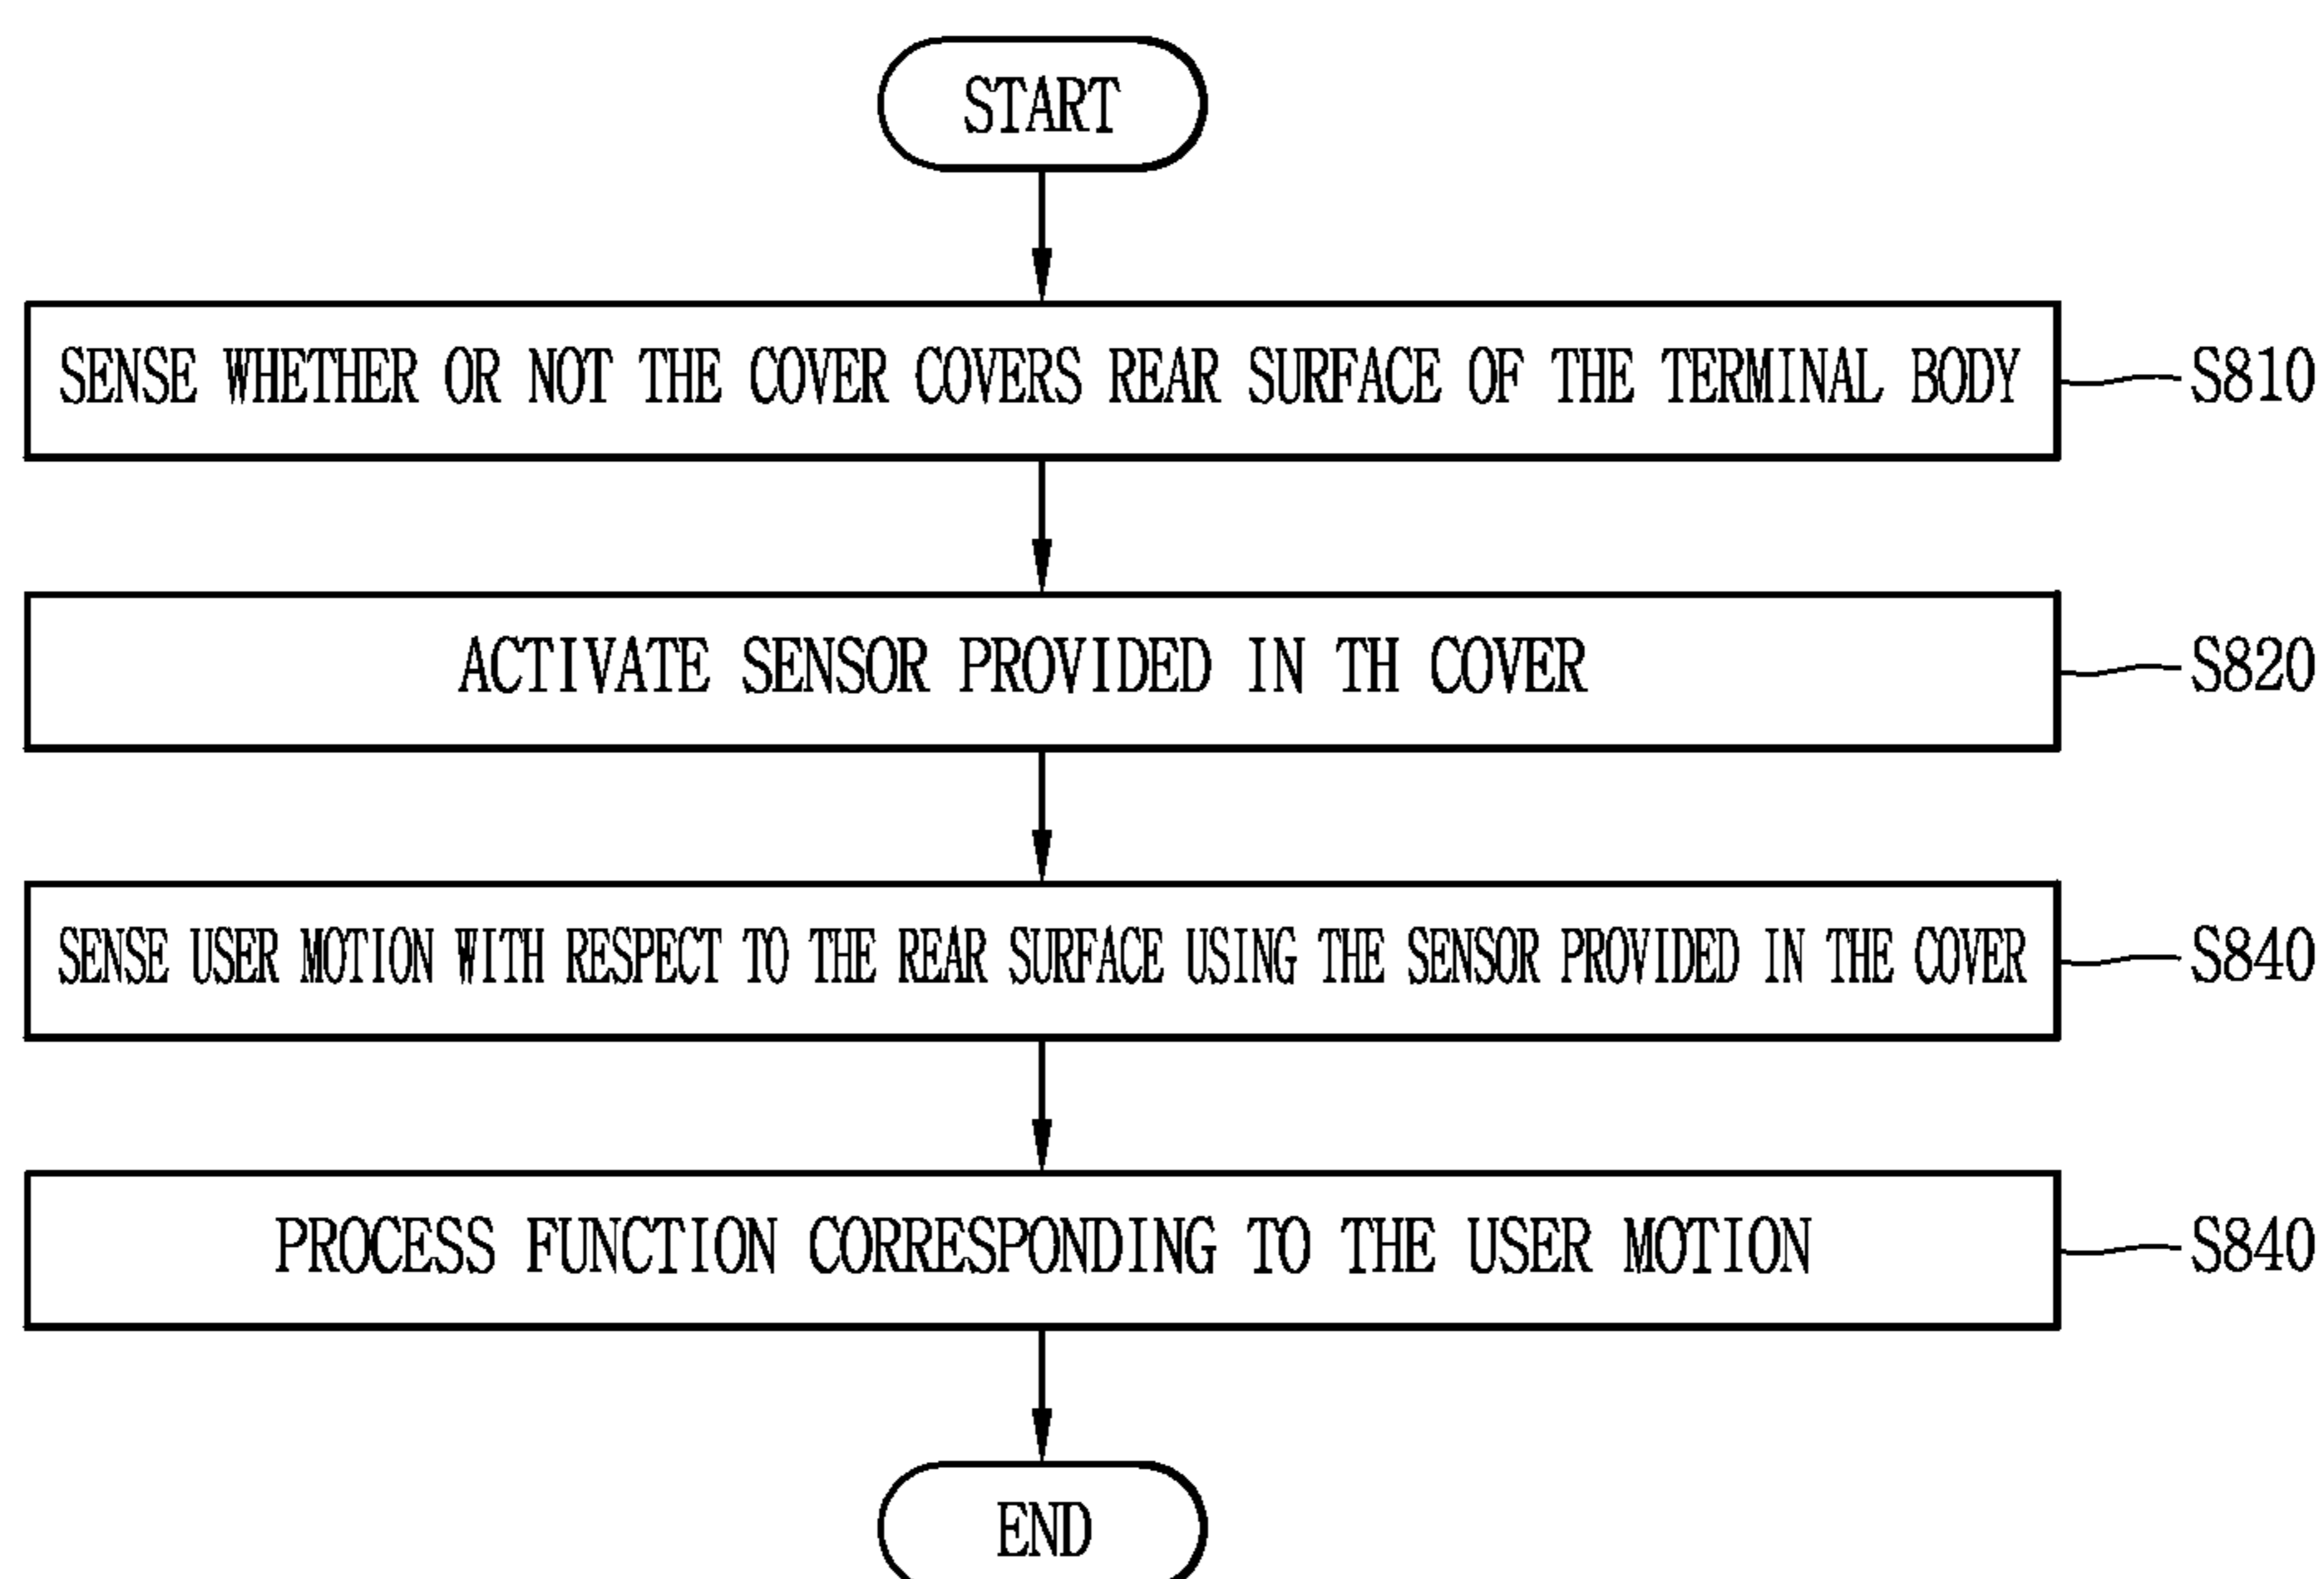 START
SENSE WHETHER OR NOT THE COVER COVERS REAR SURFACE OF THE TERMINAL BODY
S810
ACTIVATE SENSOR PROVIDED IN TH COVER
S820
SENSE USER MOTION WITH RESPECT TO THE REAR SURFACE USING THE SENSOR PROVIDED IN THE COVER
S840
PROCESS FUNCTION CORRESPONDING TO THE USER MOTION
S840
END